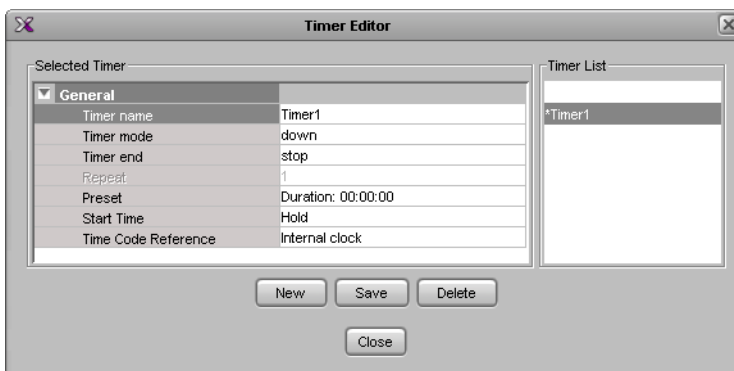 Timer Editor
Selected Timer
General
Timer name Timer1
Timer mode down
Timer end stop
Repeat 1
Preset Duration: 00:00:00
Start Time Hold
Time Code Reference Internal clock
Timer List
*Timer1
New Save Delete
Close